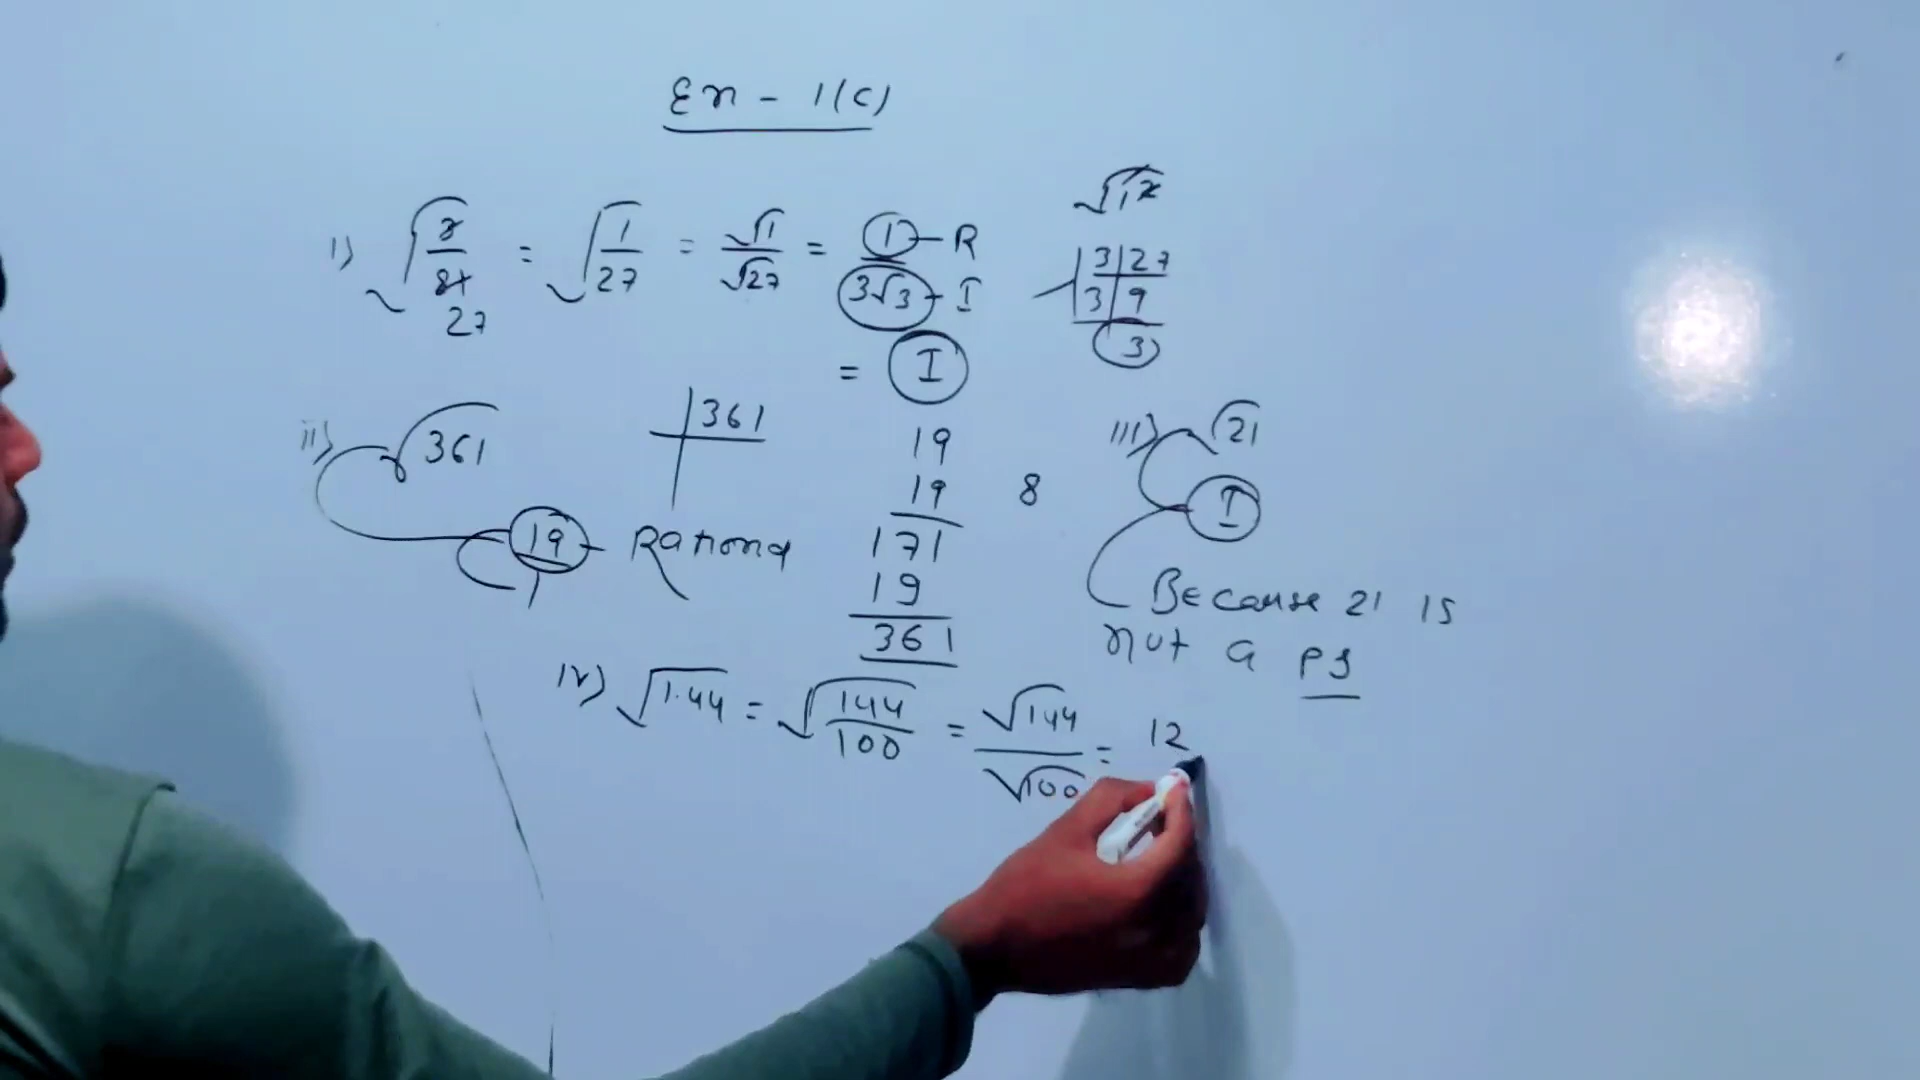 Ex - 1(c)
i) √(3/81 27) = √(1/27) = √1/√27 = 1 - R / 3√3 - I
= I
√12
3|27
3|9
3
ii) √361
|361
19 - Rational
19
19
171
19
361
8
iii) √21
I
Because 21 is
not a PS
iv) √1.44 = √(144/100) = √144/√100 = 12